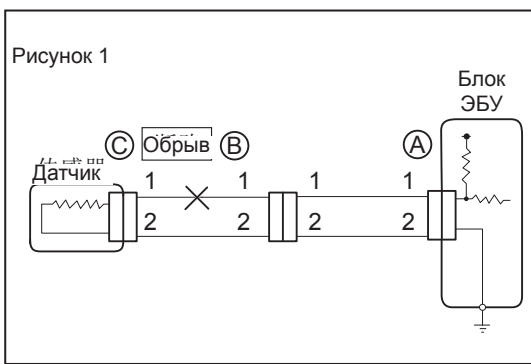 Рисунок 1
Блок
ЭБУ
C Обрыв B A
Датчик
1 1 1 1
2 2 2 2